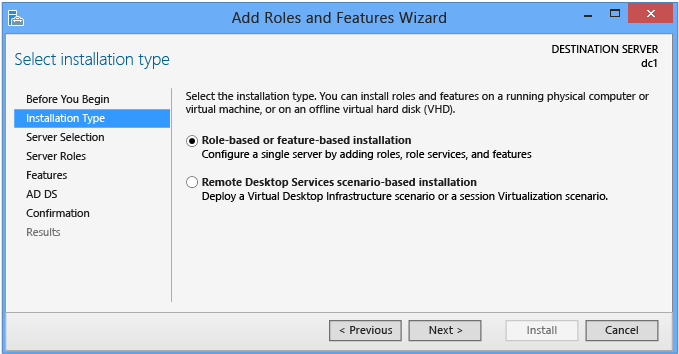 Add Roles and Features Wizard
Select installation type
DESTINATION SERVER
dc1
Before You Begin
Installation Type
Server Selection
Server Roles
Features
AD DS
Confirmation
Results
Select the installation type. You can install roles and features on a running physical computer or
virtual machine, or on an offline virtual hard disk (VHD).
Role-based or feature-based installation
Configure a single server by adding roles, role services, and features
Remote Desktop Services scenario-based installation
Deploy a Virtual Desktop Infrastructure scenario or a session Virtualization scenario.
< Previous
Next >
Install
Cancel